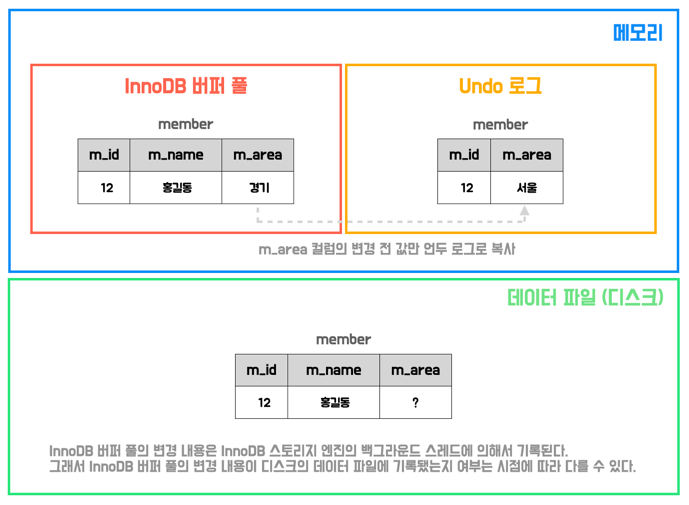 메모리
InnoDB 버퍼 풀
member
m_id m_name m_area
12 홍길동 경기
Undo 로그
member
m_id m_area
12 서울
m_area 컬럼의 변경 전 값만 언두 로그로 복사
데이터 파일 (디스크)
member
m_id m_name m_area
12 홍길동 ?
InnoDB 버퍼 풀의 변경 내용은 InnoDB 스토리지 엔진의 백그라운드 스레드에 의해서 기록된다.
그래서 InnoDB 버퍼 풀의 변경 내용이 디스크의 데이터 파일에 기록됐는지 여부는 시점에 따라 다를 수 있다.